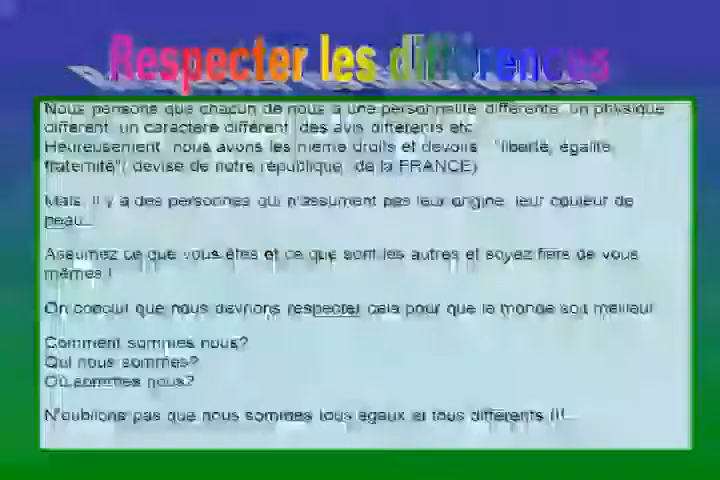 Respecter les différences
Nous pensons que chacun de nous a une personnalité différente, un physique
différent, un caractère différent, des avis différents etc.
Heureusement, nous avons les même droits et devoirs : "liberté, égalité,
fraternité"( devise de notre république, de la FRANCE)
Mais, il y a des personnes qui n'assument pas leur origine, leur couleur de
peau...
Assumez ce que vous êtes et ce que sont les autres et soyez fiers de vous
mêmes !
On conclut que nous devrions respecter cela pour que le monde soit meilleur
Comment sommes nous?
Qui nous sommes?
Où sommes nous?
N'oublions pas que nous sommes tous égaux et tous différents !!!...